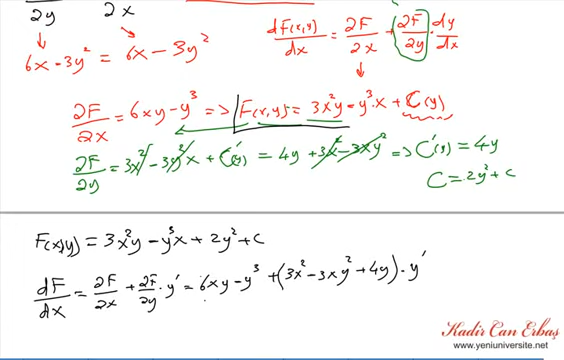 2y 2x
6x - 3y² = 6x - 3y²
dF(x,y)/dx = ∂F/∂x + ∂F/∂y · dy/dx
∂F/∂x = 6xy - y³ => F(x,y) = 3x²y - y³·x + C(y)
∂F/∂y = 3x² - 3y²x + C'(y) = 4y + 3x² - 3xy² => C'(y) = 4y
C = 2y² + c
F(x,y) = 3x²y - y³x + 2y² + c
dF/dx = ∂F/∂x + ∂F/∂y · y' = 6xy - y³ + (3x² - 3xy² + 4y) · y'
Kadir Can Erbaş
www.yeniuniversite.net